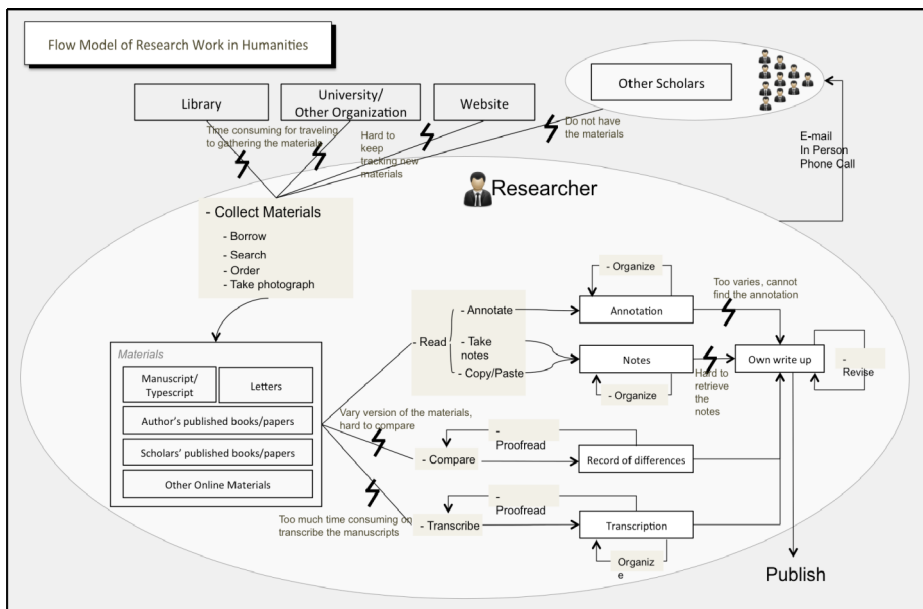 Flow Model of Research Work in Humanities
Library
University/
Other Organization
Website
Other Scholars
Time consuming for traveling
to gathering the materials
Hard to
keep
tracking new
materials
Do not have
the materials
E-mail
In Person
Phone Call
Researcher
- Collect Materials
- Borrow
- Search
- Order
- Take photograph
Materials
Manuscript/
Typescript
Letters
Author's published books/papers
Scholars' published books/papers
Other Online Materials
- Read
- Annotate
- Take
notes
- Copy/Paste
- Organize
Annotation
Too varies, cannot
find the annotation
Notes
- Organize
Hard to
retrieve
the
notes
Own write up
-
Revise
Vary version of the materials,
hard to compare
- Compare
-
Proofread
Record of differences
Too much time consuming on
transcribe the manuscripts
- Transcribe
-
Proofread
Transcription
Organiz
e
Publish